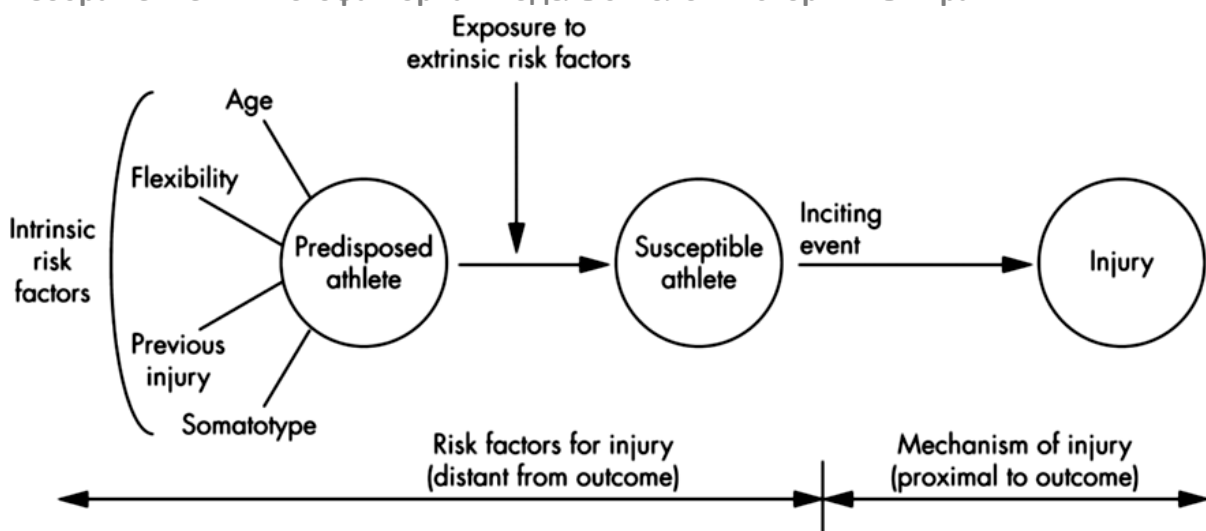 Exposure to
extrinsic risk factors
Age
Flexibility
Intrinsic
risk
factors
Previous
injury
Somatotype
Predisposed
athlete
Susceptible
athlete
Inciting
event
Injury
Risk factors for injury
(distant from outcome)
Mechanism of injury
(proximal to outcome)